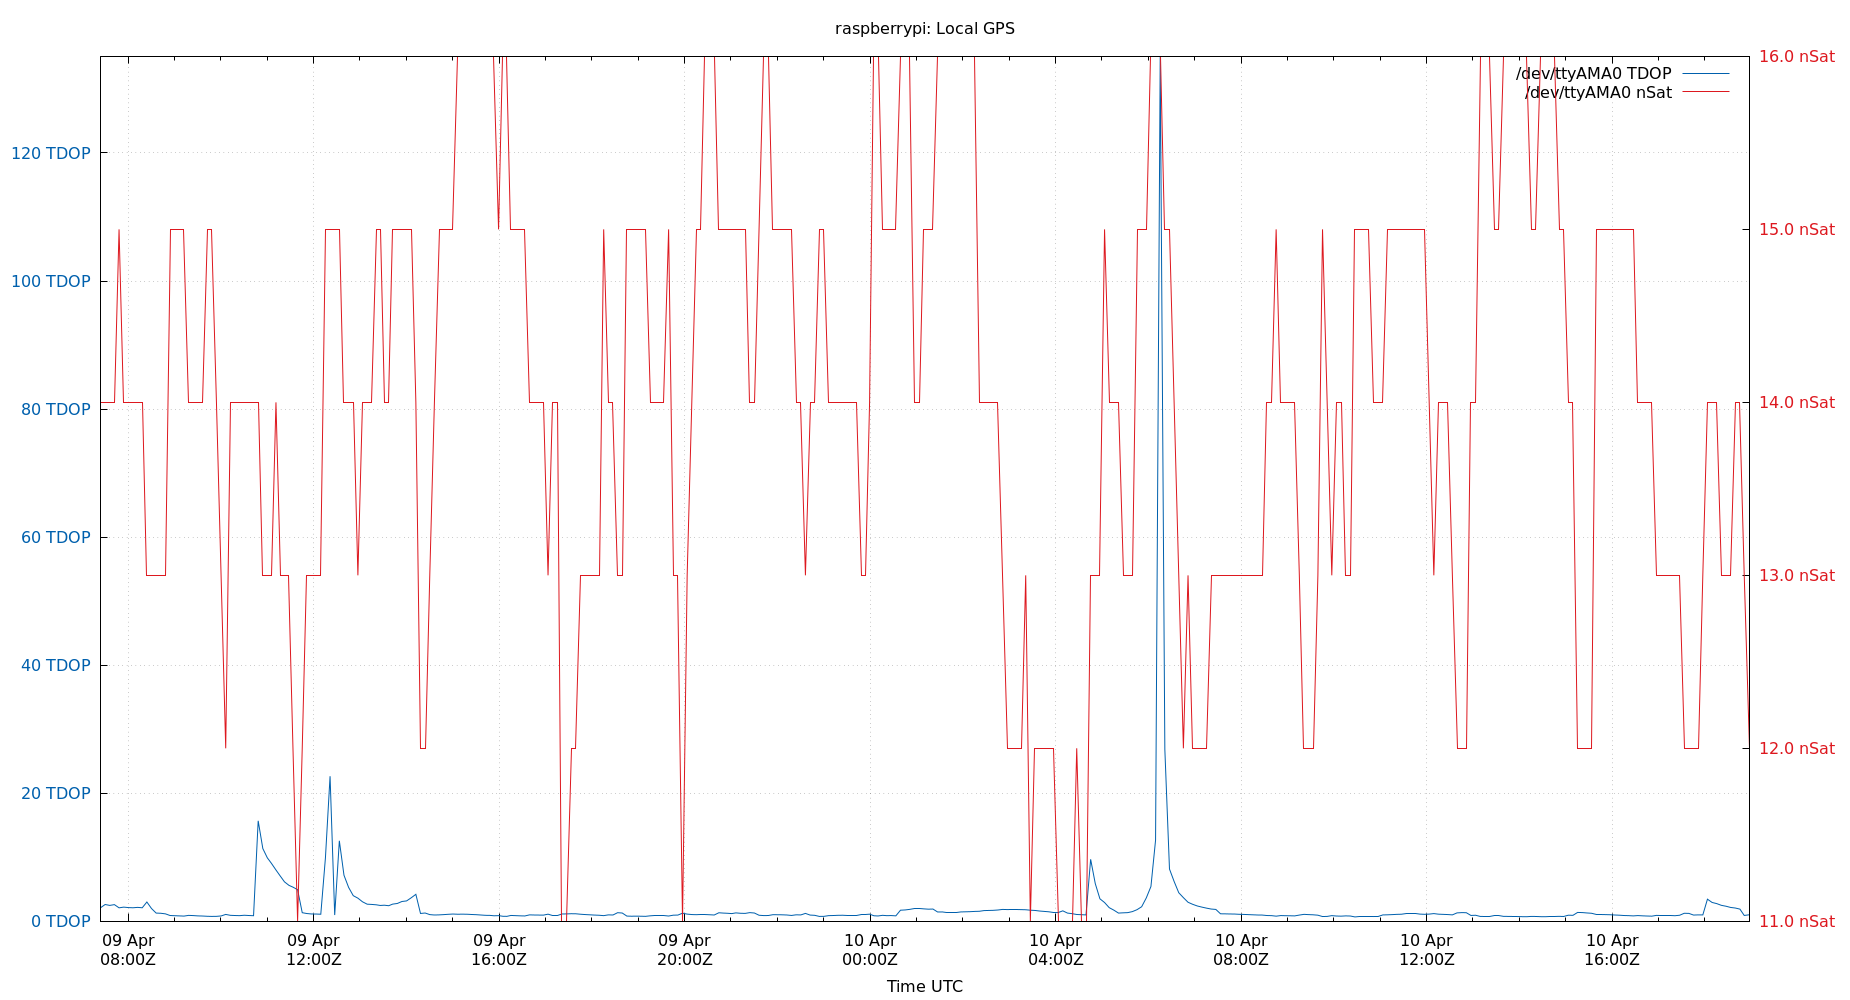 raspberrypi: Local GPS
16.0 nSat
/dev/ttyAMA0 TDOP
/dev/ttyAMA0 nSat
120 TDOP
15.0 nSat
100 TDOP
80 TDOP
14.0 nSat
60 TDOP
13.0 nSat
40 TDOP
12.0 nSat
20 TDOP
0 TDOP
11.0 nSat
09 Apr 09 Apr 09 Apr 09 Apr 10 Apr 10 Apr 10 Apr 10 Apr 10 Apr
08:00Z 12:00Z 16:00Z 20:00Z 00:00Z 04:00Z 08:00Z 12:00Z 16:00Z
Time UTC